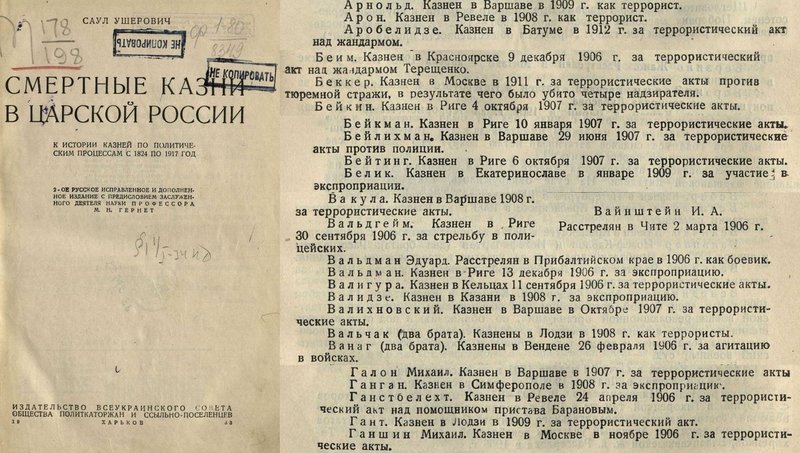 САУЛ УШЕРОВИЧ
178
198
НЕ КОПИРОВАТЬ
НЕ КОПИРОВАТЬ
СМЕРТНЫЕ КАЗНИ
В ЦАРСКОЙ РОССИИ
К ИСТОРИИ КАЗНЕЙ ПО ПОЛИТИЧЕ-
СКИМ ПРОЦЕССАМ С 1824 ПО 1917 ГОД
2-ОЕ РУССКОЕ ИСПРАВЛЕННОЕ И ДОПОЛНЕН-
НОЕ ИЗДАНИЕ С ПРЕДИСЛОВИЕМ ЗАСЛУЖЕН-
НОГО ДЕЯТЕЛЯ НАУКИ ПРОФЕССОРА
М. Н. ГЕРНЕТ
ИЗДАТЕЛЬСТВО ВСЕУКРАИНСКОГО СОВЕТА
ОБЩЕСТВА ПОЛИТКАТОРЖАН И ССЫЛЬНО-ПОСЕЛЕНЦЕВ
19 ХАРЬКОВ 33
Арнольд. Казнен в Варшаве в 1909 г. как террорист.
Арон. Казнен в Ревеле в 1908 г. как террорист.
Аробелидзе. Казнен в Батуме в 1912 г. за террористический акт
над жандармом.
Беим. Казнен в Красноярске 9 декабря 1906 г. за террористический
акт над жандармом Терещенко.
Беккер. Казнен в Москве в 1911 г. за террористические акты против
тюремной стражи, в результате чего было убито четыре надзирателя.
Бейкин. Казнен в Риге 4 октября 1907 г. за террористические акты.
Бейкман. Казнен в Риге 10 января 1907 г. за террористические акты.
Бейлихман. Казнен в Варшаве 29 июня 1907 г. за террористические
акты против полиции.
Бейтинг. Казнен в Риге 6 октября 1907 г. за террористические акты.
Белик. Казнен в Екатеринославе в январе 1909 г. за участие в
экспроприации.
Вакула. Казнен в Варшаве 1908 г.
за террористические акты.
Вальдгейм. Казнен в Риге
30 сентября 1906 г. за стрельбу в поли-
цейских.
Вайнштейн И. А.
Расстрелян в Чите 2 марта 1906 г.
Вальдман Эдуард. Расстрелян в Прибалтийском крае в 1906 г. как боевик.
Вальдман. Казнен в Риге 13 декабря 1906 г. за экспроприацию.
Валигура. Казнен в Кельцах 11 сентября 1906 г. за террористические акты.
Валидзе. Казнен в Казани в 1908 г. за экспроприацию.
Валихновский. Казнен в Варшаве в Октябре 1907 г. за террористи-
ческие акты.
Вальчак (два брата). Казнены в Лодзи в 1908 г. как террористы.
Ванаг (два брата). Казнены в Вендене 26 февраля 1906 г. за агитацию
в войсках.
Галон Михаил. Казнен в Варшаве в 1907 г. за террористические акты
Ганган. Казнен в Симферополе в 1908 г. за экспроприацию.
Ганстбелехт. Казнен в Ревеле 24 апреля 1906 г. за террористи-
ческий акт над помощником пристава Барановым.
Гант. Казнен в Лодзи в 1909 г. за террористический акт.
Ганшин Михаил. Казнен в Москве в ноябре 1906 г. за террористи-
ческие акты.